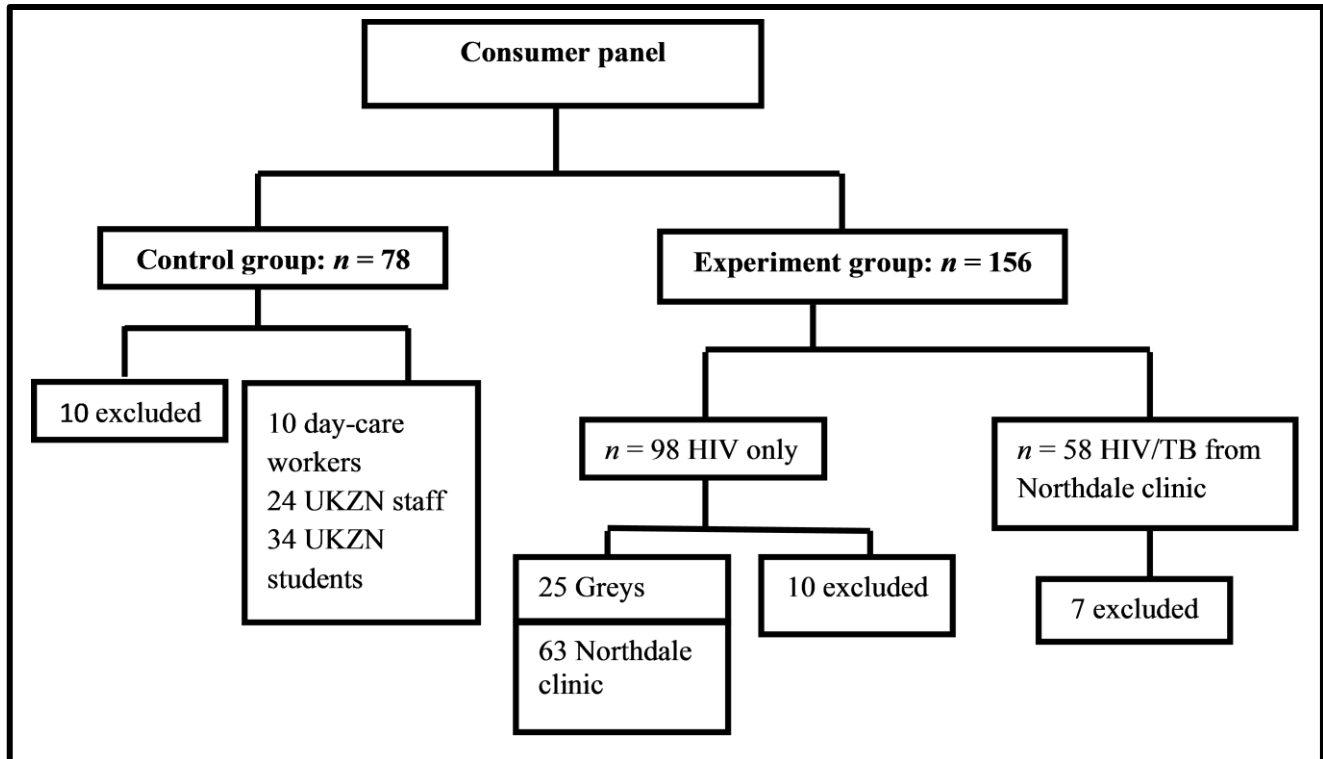 Consumer panel
Control group: n = 78
Experiment group: n = 156
10 excluded
10 day-care
workers
24 UKZN staff
34 UKZN
students
n = 98 HIV only
n = 58 HIV/TB from
Northdale clinic
25 Greys
63 Northdale
clinic
10 excluded
7 excluded